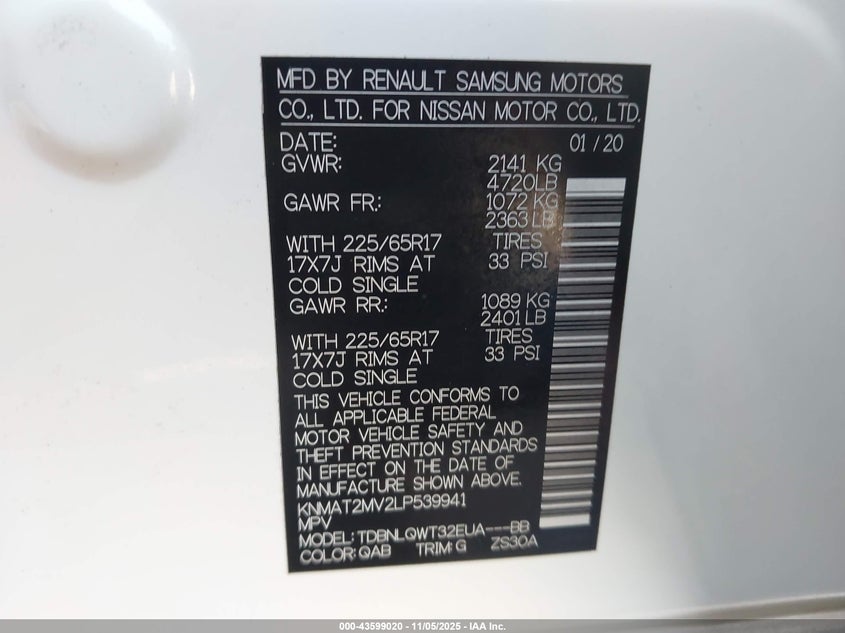 MFD BY RENAULT SAMSUNG MOTORS
CO., LTD. FOR NISSAN MOTOR CO., LTD.
DATE: 01 / 20
GVWR: 2141 KG
4720LB
GAWR FR.: 1072 KG
2363 LB
WITH 225/65R17 TIRES
17X7J RIMS AT 33 PSI
COLD SINGLE
GAWR RR.: 1089 KG
2401 LB
WITH 225/65R17 TIRES
17X7J RIMS AT 33 PSI
COLD SINGLE
THIS VEHICLE CONFORMS TO
ALL APPLICABLE FEDERAL
MOTOR VEHICLE SAFETY AND
THEFT PREVENTION STANDARDS
IN EFFECT ON THE DATE OF
MANUFACTURE SHOWN ABOVE.
KNMAT2MV2LP539941
MPV
MODEL: TDBNLQWT32EUA---BB
COLOR: QAB TRIM: G ZS30A
000-43599020 - 11/05/2025 - IAA Inc.